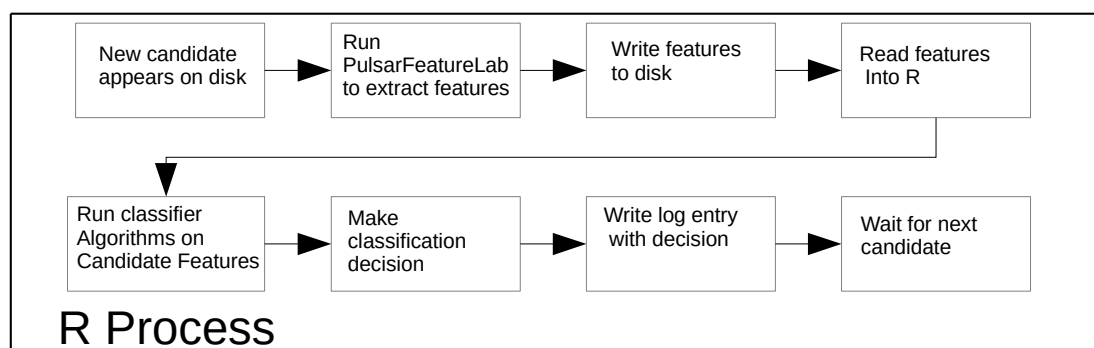 New candidate
appears on disk
Run
PulsarFeatureLab
to extract features
Write features
to disk
Read features
Into R
Run classifier
Algorithms on
Candidate Features
Make
classification
decision
Write log entry
with decision
Wait for next
candidate
R Process